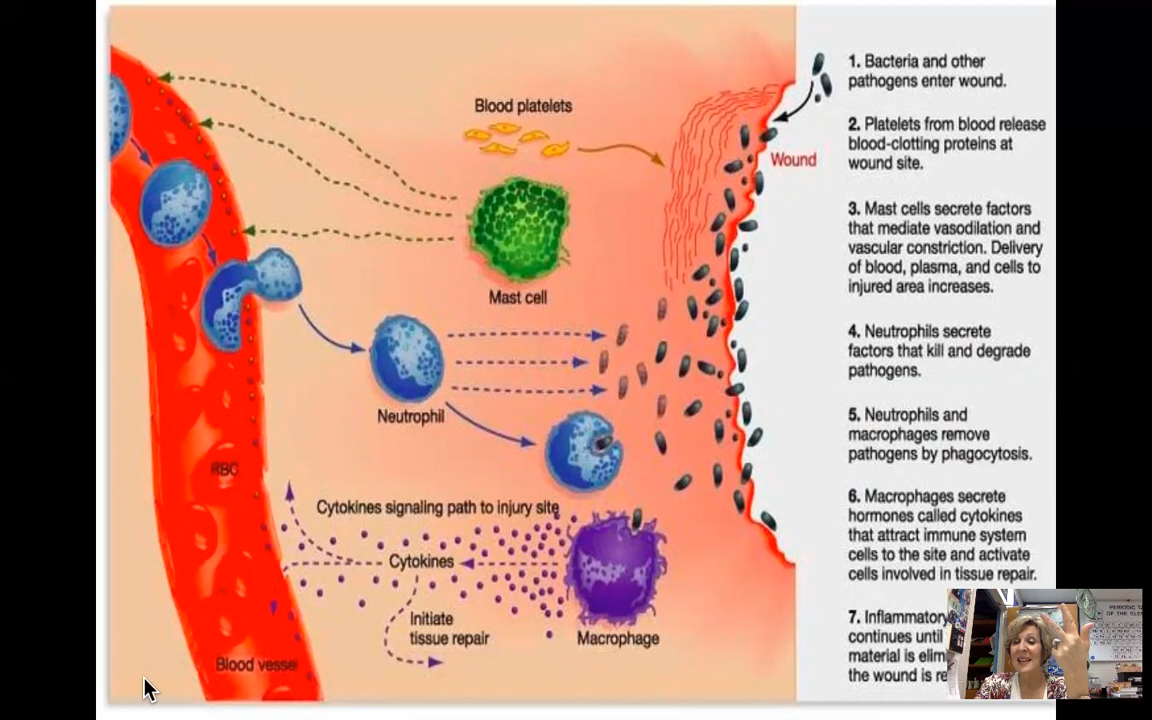 Blood platelets
Wound
Mast cell
Neutrophil
RBC
Cytokines signaling path to injury site
Cytokines
Initiate
tissue repair
Macrophage
Blood vessel
1. Bacteria and other
pathogens enter wound.
2. Platelets from blood release
blood-clotting proteins at
wound site.
3. Mast cells secrete factors
that mediate vasodilation and
vascular constriction. Delivery
of blood, plasma, and cells to
injured area increases.
4. Neutrophils secrete
factors that kill and degrade
pathogens.
5. Neutrophils and
macrophages remove
pathogens by phagocytosis.
6. Macrophages secrete
hormones called cytokines
that attract immune system
cells to the site and activate
cells involved in tissue repair.
7. Inflammatory
continues until
material is elim
the wound is re
PERIODIC TA
OF THE ELE